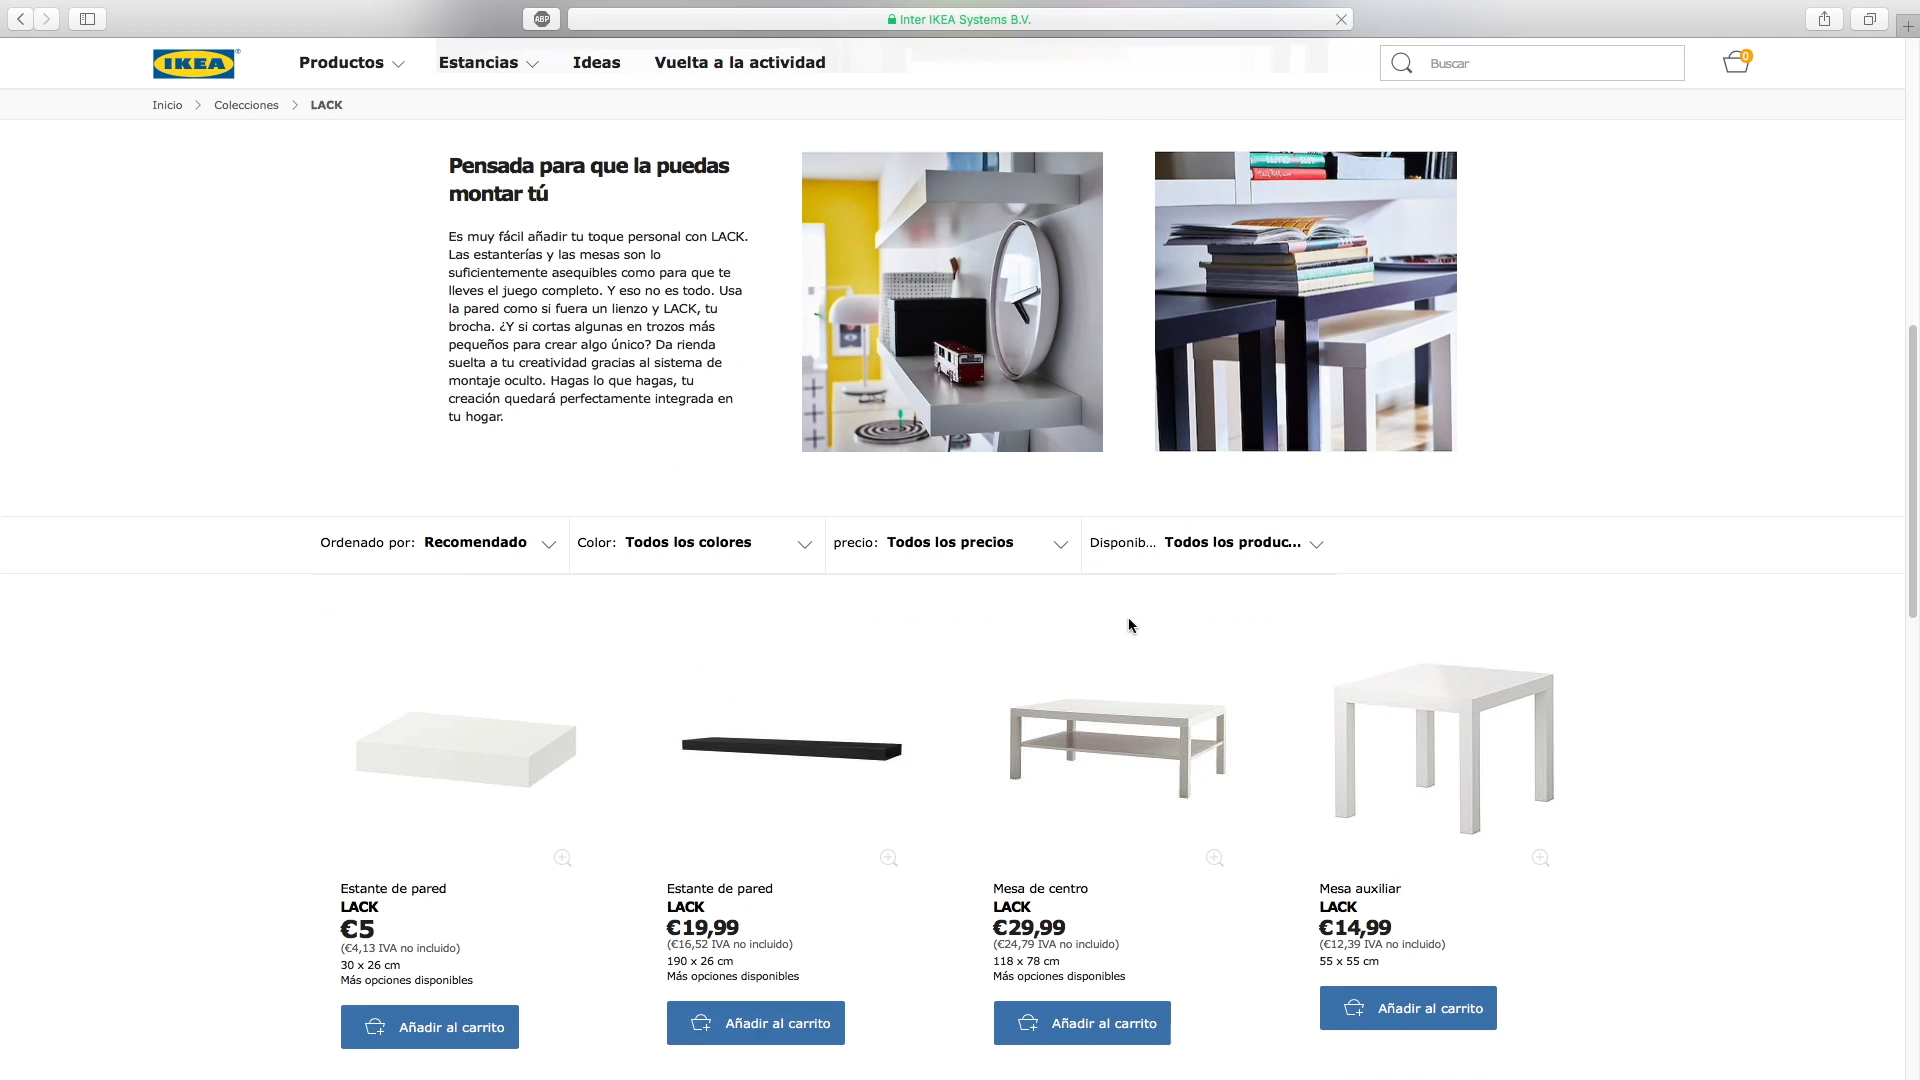 ABP
Inter IKEA Systems B.V.
IKEA
Productos
Estancias
Ideas
Vuelta a la actividad
Buscar
0
Inicio > Colecciones > LACK
Pensada para que la puedas
montar tú
Es muy fácil añadir tu toque personal con LACK.
Las estanterías y las mesas son lo
suficientemente asequibles como para que te
lleves el juego completo. Y eso no es todo. Usa
la pared como si fuera un lienzo y LACK, tu
brocha. ¿Y si cortas algunas en trozos más
pequeños para crear algo único? Da rienda
suelta a tu creatividad gracias al sistema de
montaje oculto. Hagas lo que hagas, tu
creación quedará perfectamente integrada en
tu hogar.
Ordenado por: Recomendado
Color: Todos los colores
precio: Todos los precios
Disponib... Todos los produc...
Estante de pared
LACK
€5
(€4,13 IVA no incluido)
30 x 26 cm
Más opciones disponibles
Añadir al carrito
Estante de pared
LACK
€19,99
(€16,52 IVA no incluido)
190 x 26 cm
Más opciones disponibles
Añadir al carrito
Mesa de centro
LACK
€29,99
(€24,79 IVA no incluido)
118 x 78 cm
Más opciones disponibles
Añadir al carrito
Mesa auxiliar
LACK
€14,99
(€12,39 IVA no incluido)
55 x 55 cm
Añadir al carrito